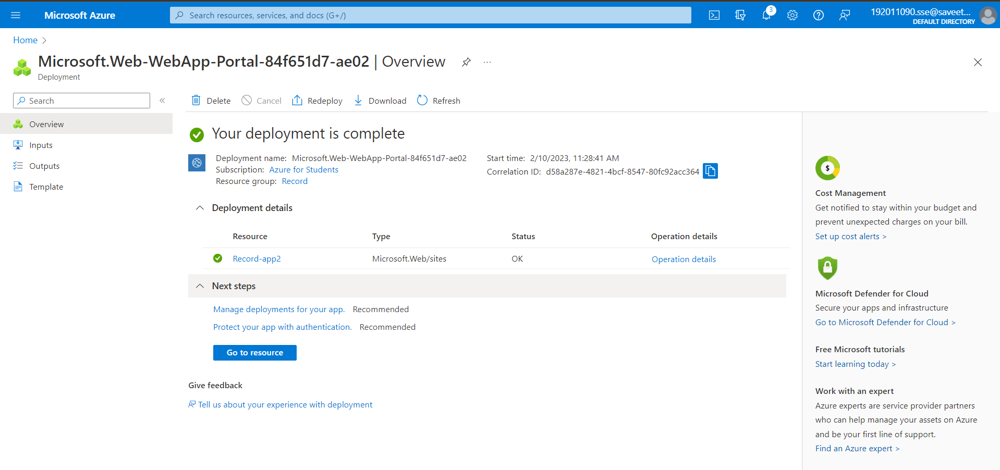 Microsoft Azure
Search resources, services, and docs (G+/)
3
192011090.sse@saveet...
DEFAULT DIRECTORY
Home
Microsoft.Web-WebApp-Portal-84f651d7-ae02 | Overview
Deployment
Search
Overview
Inputs
Outputs
Template
Delete
Cancel
Redeploy
Download
Refresh
Your deployment is complete
Deployment name: Microsoft.Web-WebApp-Portal-84f651d7-ae02
Subscription: Azure for Students
Resource group: Record
Start time: 2/10/2023, 11:28:41 AM
Correlation ID: d58a287e-4821-4bcf-8547-80fc92acc364
Deployment details
Resource Type Status Operation details
Record-app2 Microsoft.Web/sites OK Operation details
Next steps
Manage deployments for your app. Recommended
Protect your app with authentication. Recommended
Go to resource
Give feedback
Tell us about your experience with deployment
$
Cost Management
Get notified to stay within your budget and
prevent unexpected charges on your bill.
Set up cost alerts >
Microsoft Defender for Cloud
Secure your apps and infrastructure
Go to Microsoft Defender for Cloud >
Free Microsoft tutorials
Start learning today >
Work with an expert
Azure experts are service provider partners
who can help manage your assets on Azure
and be your first line of support.
Find an Azure expert >